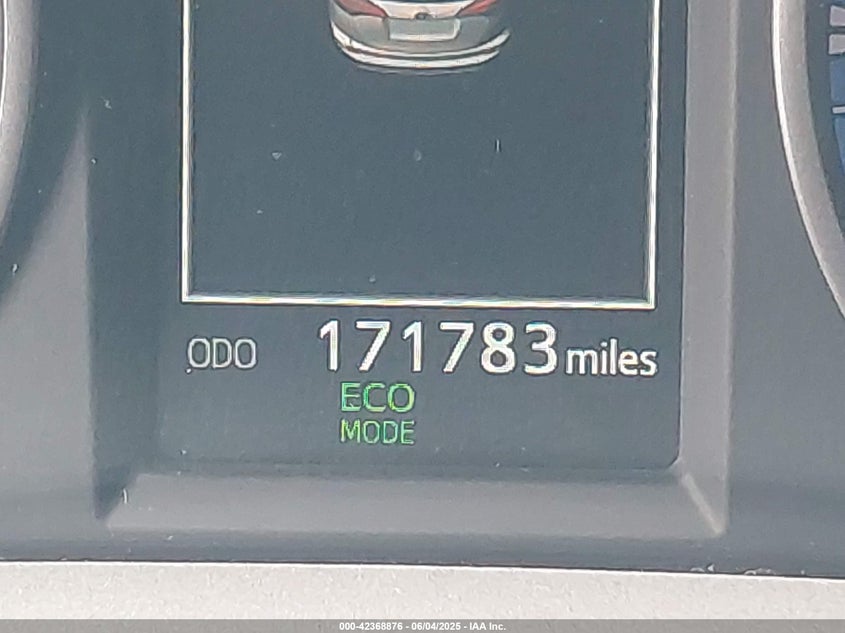 ODO 171783 miles
ECO
MODE
000-42368876 - 06/04/2025 - IAA Inc.